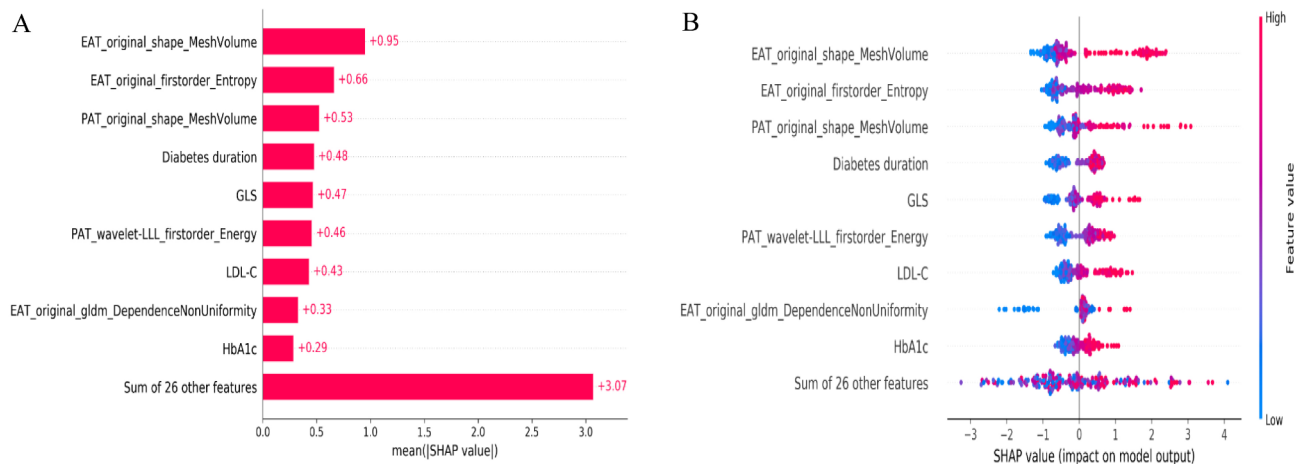 A
EAT_original_shape_MeshVolume
+0.95
EAT_original_firstorder_Entropy
+0.66
PAT_original_shape_MeshVolume
+0.53
Diabetes duration
+0.48
GLS
+0.47
PAT_wavelet-LLL_firstorder_Energy
+0.46
LDL-C
+0.43
EAT_original_gldm_DependenceNonUniformity
+0.33
HbA1c
+0.29
Sum of 26 other features
+3.07
0.0 0.5 1.0 1.5 2.0 2.5 3.0
mean(|SHAP value|)
B
EAT_original_shape_MeshVolume
EAT_original_firstorder_Entropy
PAT_original_shape_MeshVolume
Diabetes duration
GLS
PAT_wavelet-LLL_firstorder_Energy
LDL-C
EAT_original_gldm_DependenceNonUniformity
HbA1c
Sum of 26 other features
−3 −2 −1 0 1 2 3 4
SHAP value (impact on model output)
High
Feature value
Low